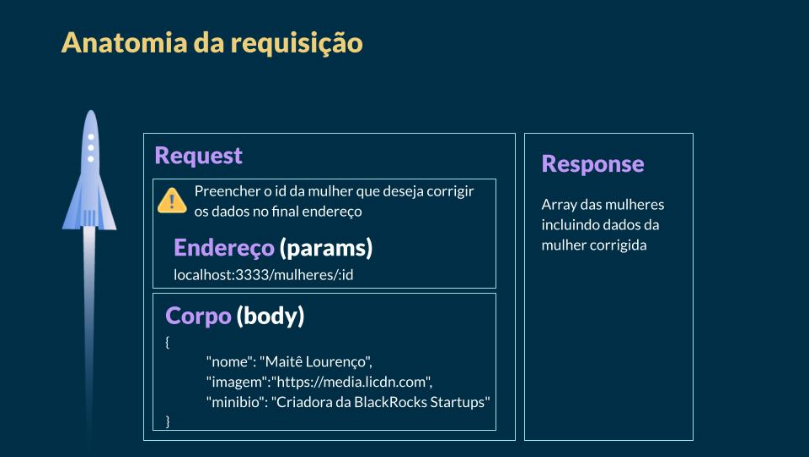 Anatomia da requisição
Request
Preencher o id da mulher que deseja corrigir
os dados no final endereço
Endereço (params)
localhost:3333/mulheres/:id
Corpo (body)
{
"nome": "Maitê Lourenço",
"imagem":"https://media.licdn.com",
"minibio": "Criadora da BlackRocks Startups"
}
Response
Array das mulheres
incluindo dados da
mulher corrigida